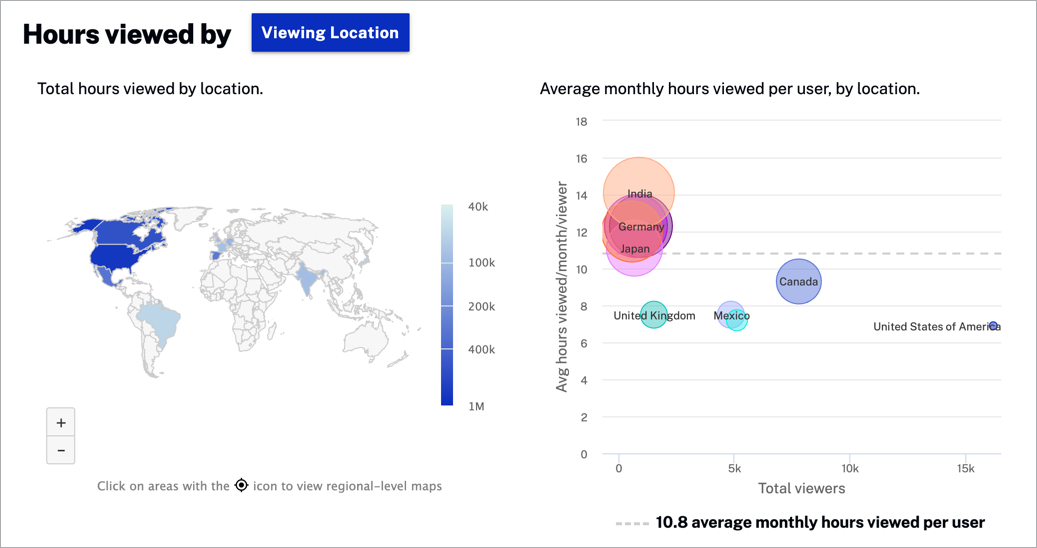 Hours viewed by
Viewing Location
Total hours viewed by location.
40k
100k
200k
400k
1M
+
−
Click on areas with the icon to view regional-level maps
Average monthly hours viewed per user, by location.
Avg hours viewed/month/viewer
18
16
14
12
10
8
6
4
2
0
India
Germany
Japan
Canada
United Kingdom
Mexico
United States of America
0
5k
10k
15k
Total viewers
10.8 average monthly hours viewed per user